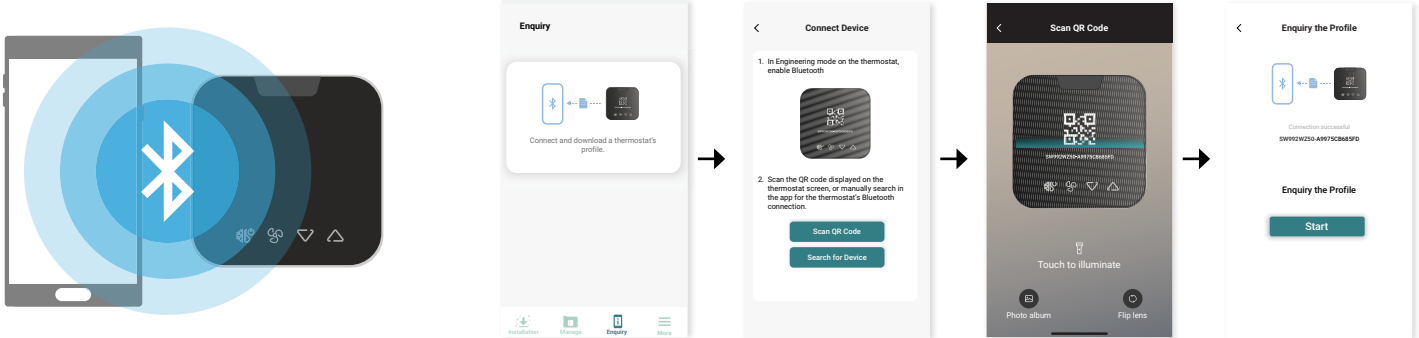 Enquiry
Connect and download a thermostat's
profile.
Installation
Manage
Enquiry
More
Connect Device
1. In Engineering mode on the thermostat,
enable Bluetooth
2. Scan the QR code displayed on the
thermostat screen, or manually search in
the app for the thermostat's Bluetooth
connection.
Scan QR Code
Search for Device
Scan QR Code
SW992WZ50-A9975CB685FD
Touch to illuminate
Photo album
Flip lens
Enquiry the Profile
Connection successful
SW992WZ50-A9975CB685FD
Enquiry the Profile
Start